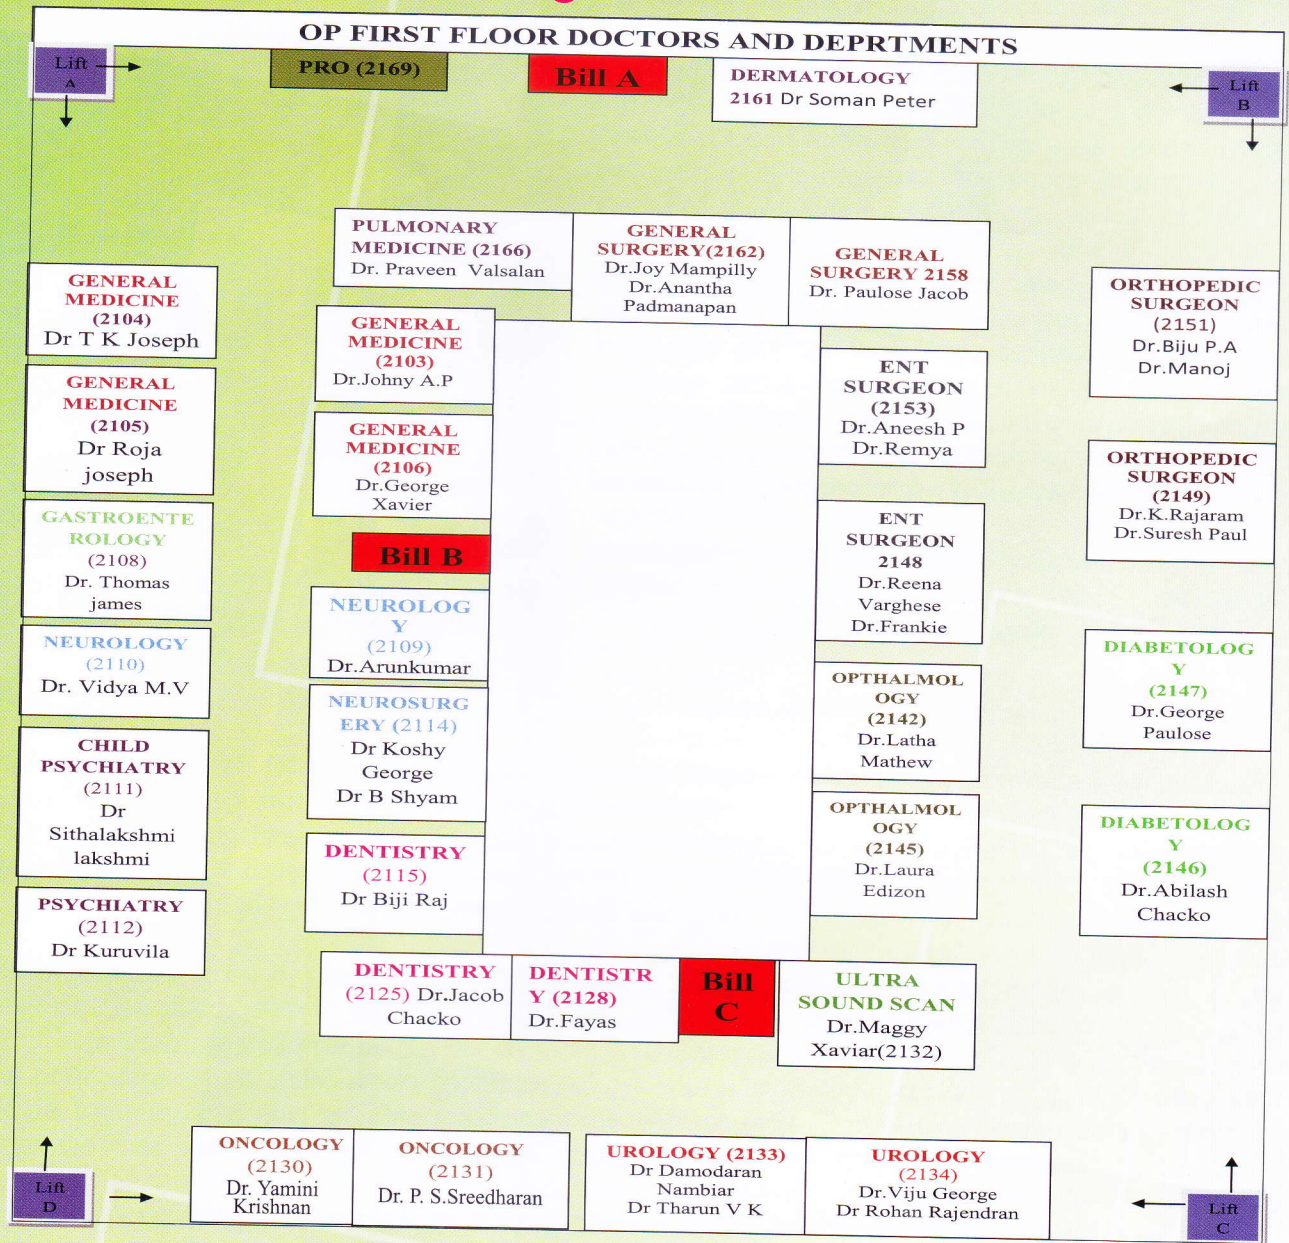 OP FIRST FLOOR DOCTORS AND DEPRTMENTS
Lift
A
PRO (2169)
Bill A
DERMATOLOGY
2161 Dr Soman Peter
Lift
B
PULMONARY
MEDICINE (2166)
Dr. Praveen Valsalan
GENERAL
SURGERY(2162)
Dr.Joy Mampilly
Dr.Anantha
Padmanapan
GENERAL
SURGERY 2158
Dr. Paulose Jacob
GENERAL
MEDICINE
(2104)
Dr T K Joseph
GENERAL
MEDICINE
(2103)
Dr.Johny A.P
ORTHOPEDIC
SURGEON
(2151)
Dr.Biju P.A
Dr.Manoj
GENERAL
MEDICINE
(2105)
Dr Roja
joseph
GENERAL
MEDICINE
(2106)
Dr.George
Xavier
ENT
SURGEON
(2153)
Dr.Aneesh P
Dr.Remya
ORTHOPEDIC
SURGEON
(2149)
Dr.K.Rajaram
Dr.Suresh Paul
GASTROENTE
ROLOGY
(2108)
Dr. Thomas
james
Bill B
ENT
SURGEON
2148
Dr.Reena
Varghese
Dr.Frankie
NEUROLOGY
(2110)
Dr. Vidya M.V
NEUROLOG
Y
(2109)
Dr.Arunkumar
DIABETOLOG
Y
(2147)
Dr.George
Paulose
NEUROSURG
ERY (2114)
Dr Koshy
George
Dr B Shyam
OPTHALMOL
OGY
(2142)
Dr.Latha
Mathew
CHILD
PSYCHIATRY
(2111)
Dr
Sithalakshmi
lakshmi
OPTHALMOL
OGY
(2145)
Dr.Laura
Edizon
DIABETOLOG
Y
(2146)
Dr.Abilash
Chacko
DENTISTRY
(2115)
Dr Biji Raj
PSYCHIATRY
(2112)
Dr Kuruvila
DENTISTRY
(2125) Dr.Jacob
Chacko
DENTISTR
Y (2128)
Dr.Fayas
Bill
C
ULTRA
SOUND SCAN
Dr.Maggy
Xaviar(2132)
Lift
D
ONCOLOGY
(2130)
Dr. Yamini
Krishnan
ONCOLOGY
(2131)
Dr. P. S.Sreedharan
UROLOGY (2133)
Dr Damodaran
Nambiar
Dr Tharun V K
UROLOGY
(2134)
Dr.Viju George
Dr Rohan Rajendran
Lift
C